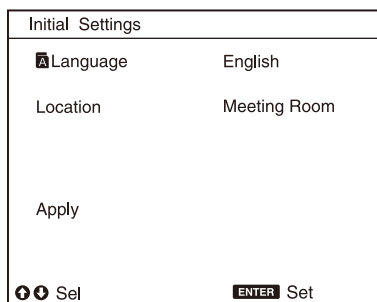 Initial Settings
A Language English
Location Meeting Room
Apply
Sel ENTER Set